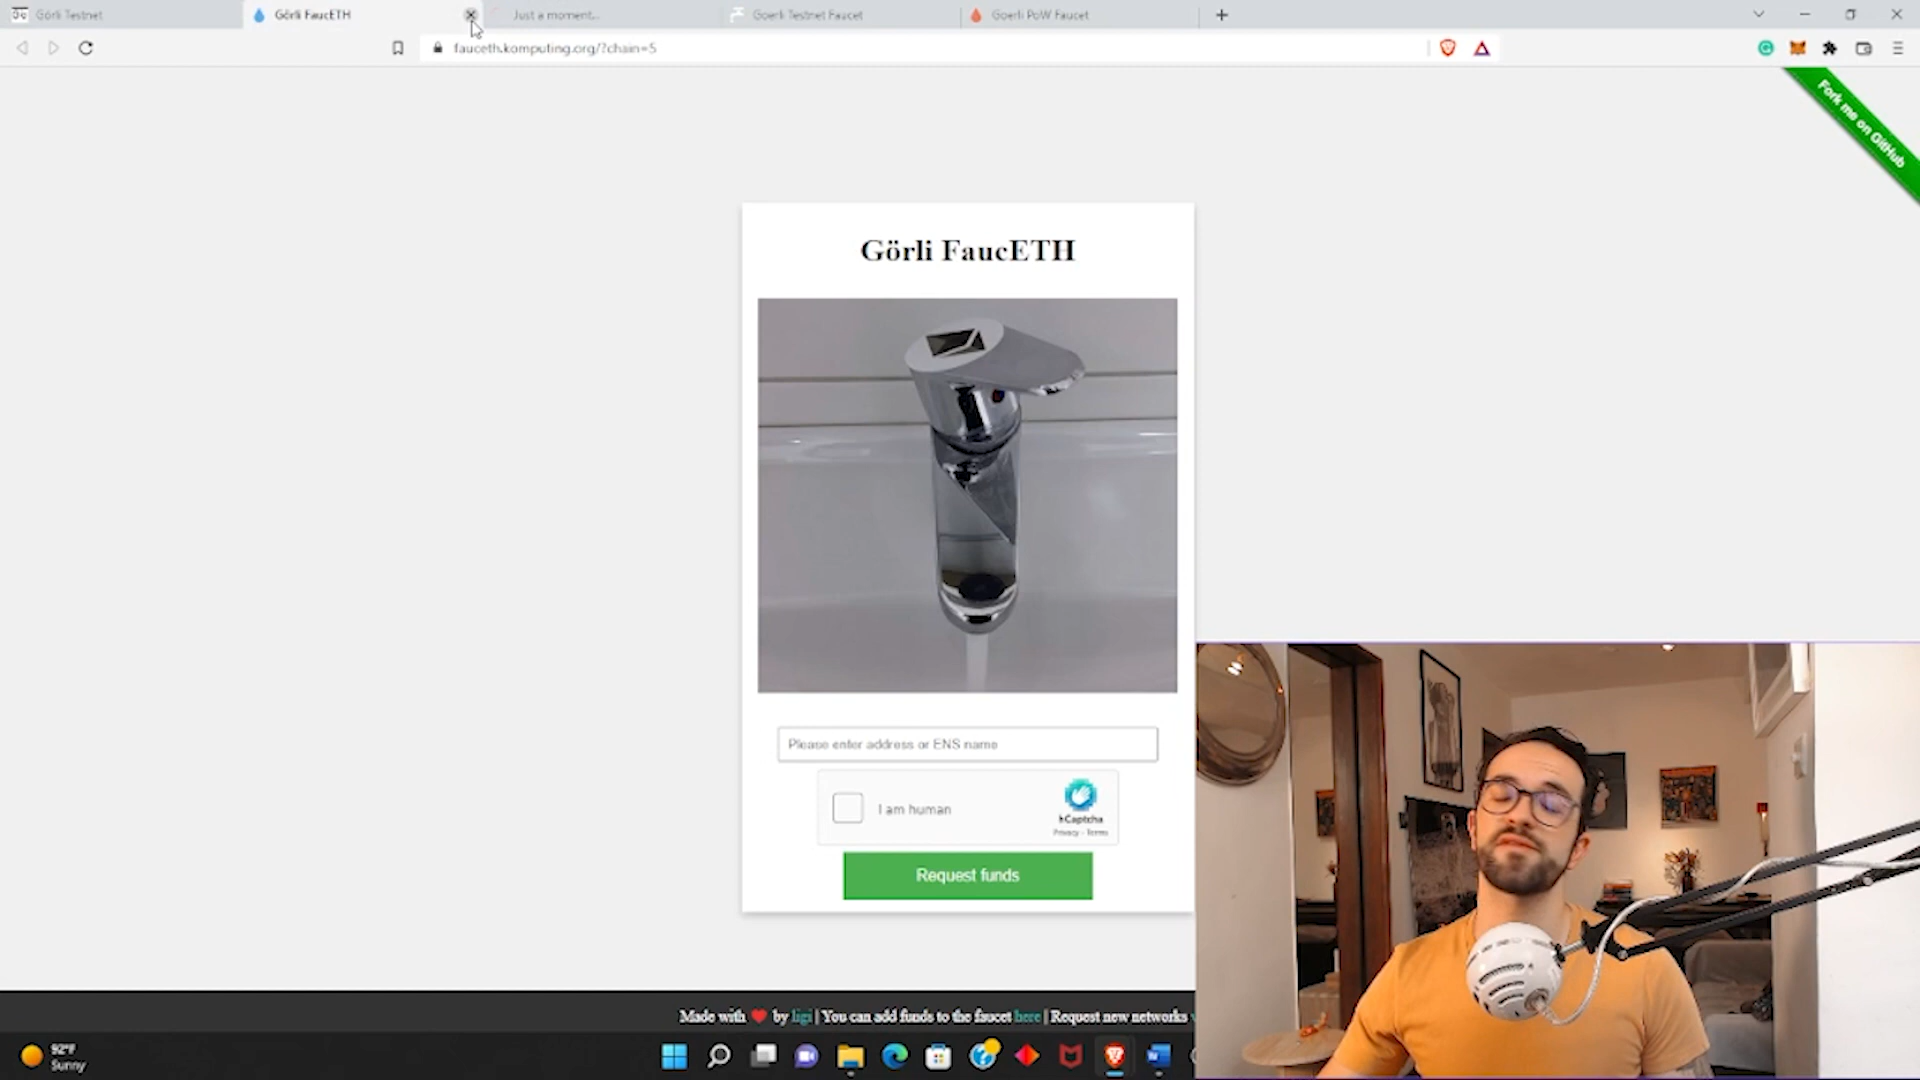 Görli Testnet
Görli FaucETH
Just a moment...
Goerli Testnet Faucet
Goerli PoW Faucet
fauceth.komputing.org/?chain=5
Fork me on GitHub
Görli FaucETH
Please enter address or ENS name
I am human
hCaptcha
Privacy - Terms
Request funds
Made with ❤ by ligi | You can add funds to the faucet here | Request new networks
92°F
Sunny